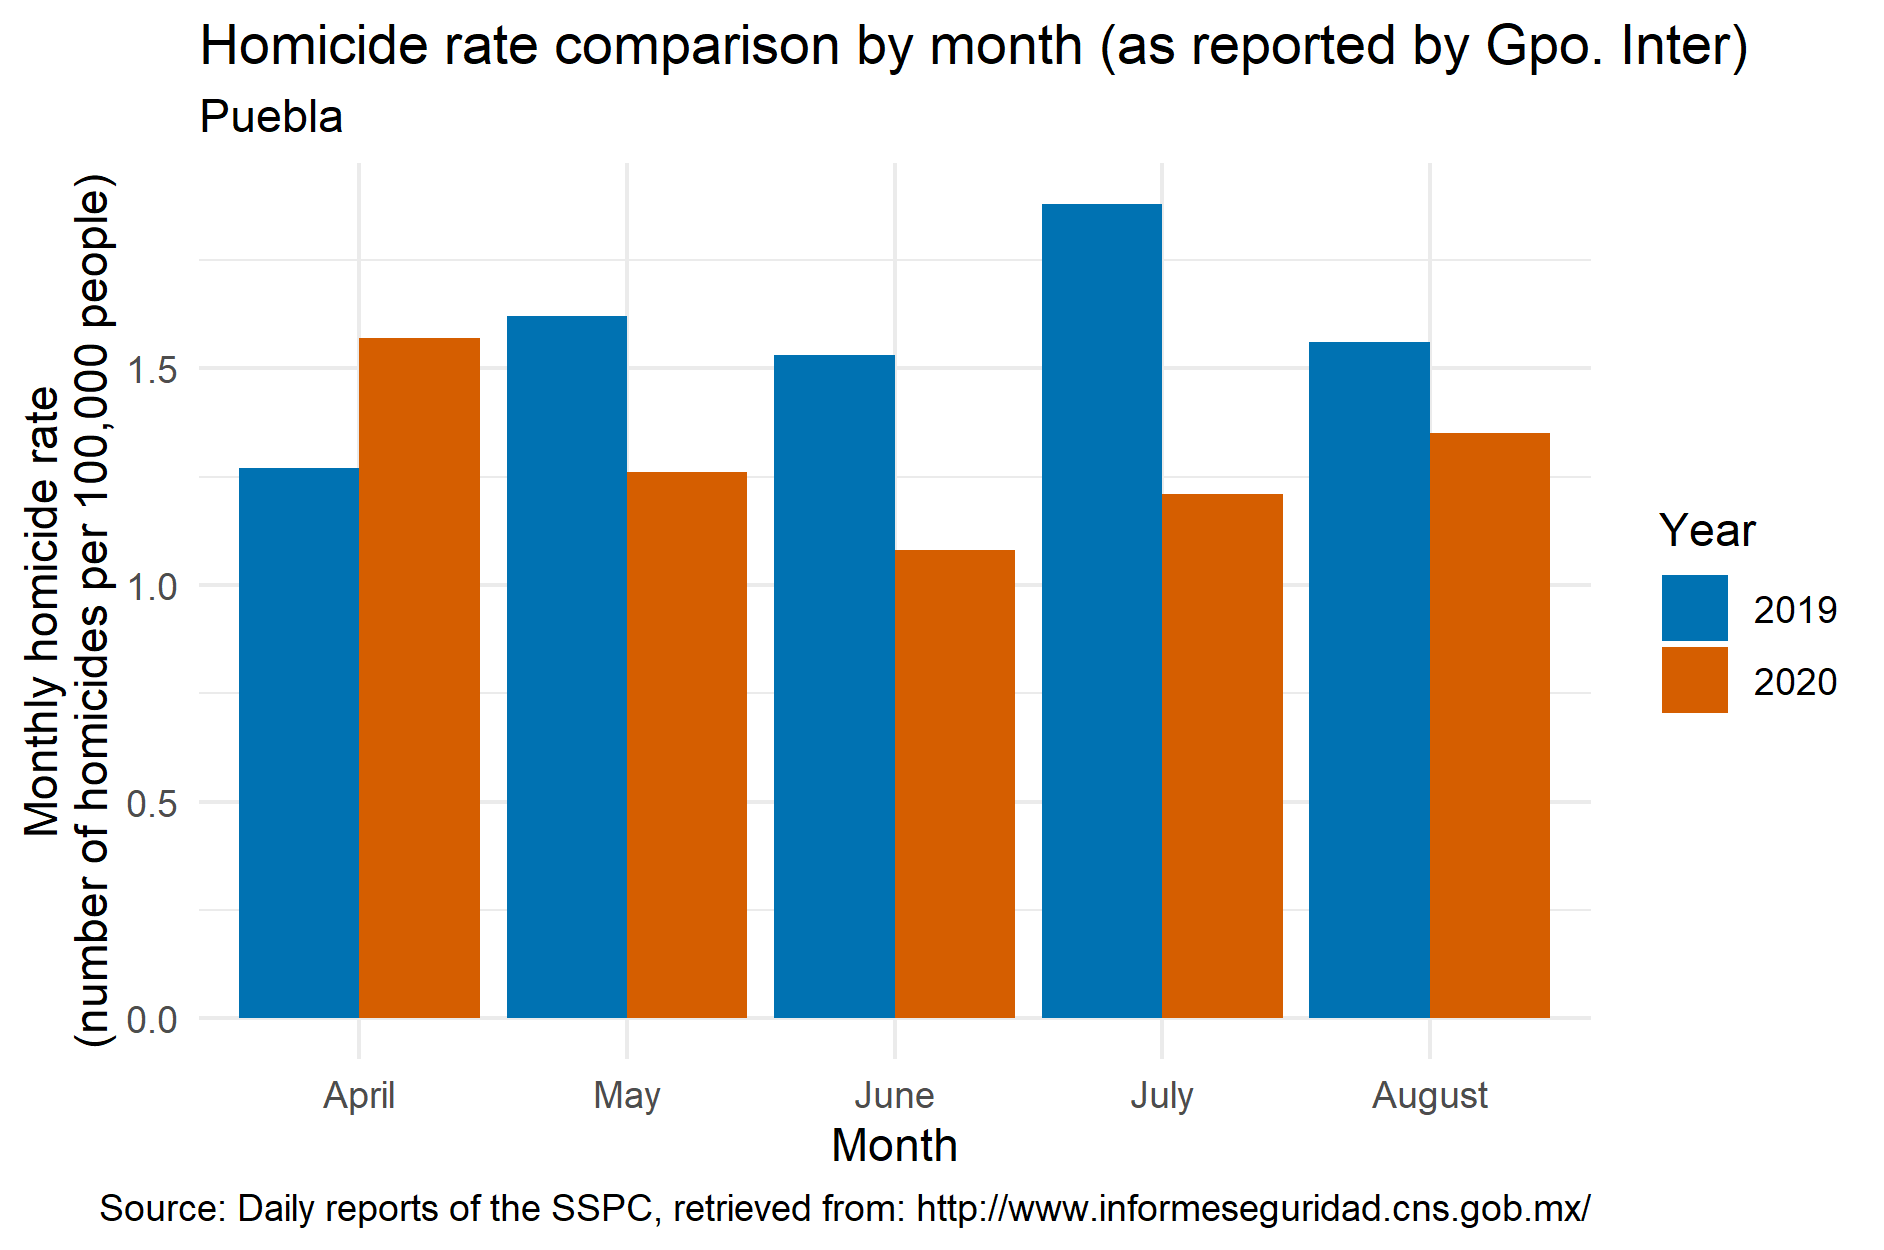 Homicide rate comparison by month (as reported by Gpo. Inter)
Puebla
Monthly homicide rate
(number of homicides per 100,000 people)
1.5
1.0
0.5
0.0
April
May
June
July
August
Month
Year
2019
2020
Source: Daily reports of the SSPC, retrieved from: http://www.informeseguridad.cns.gob.mx/